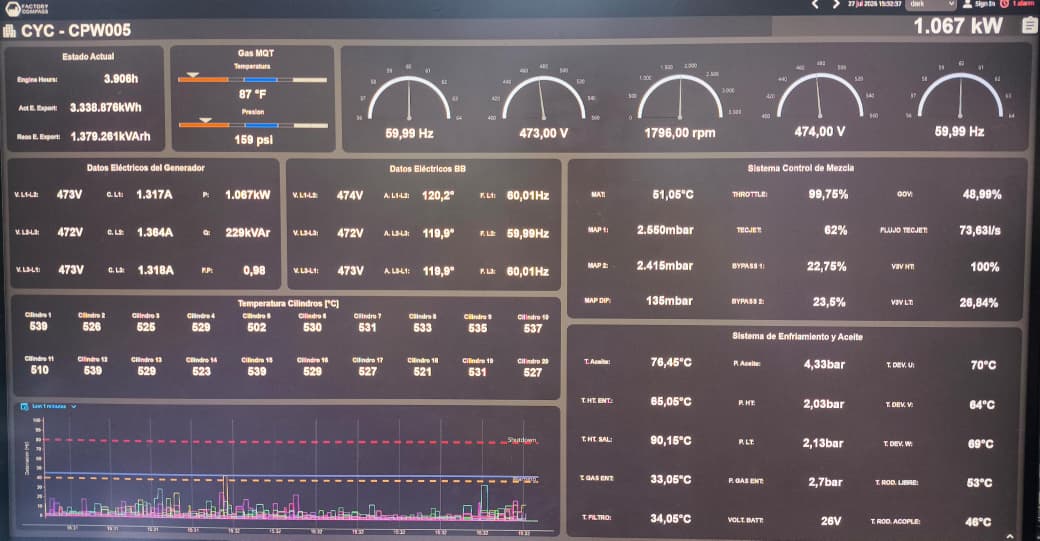 FACTORY
COMPASS
27 jul 2025 15:32:37
dark
Sign In
1 alarm
CYC - CPW005
1.067 kW
Estado Actual
Engine Hours: 3.906h
Act E. Export: 3.338.876kWh
Reac E. Export: 1.379.261kVArh
Gas MQT
Temperatura
87 °F
Presion
159 psi
59,99 Hz
473,00 V
1796,00 rpm
474,00 V
59,99 Hz
Datos Eléctricos del Generador
V. L1-L2: 473V C. L1: 1.317A P: 1.067kW
V. L2-L3: 472V C. L2: 1.364A Q: 229kVAr
V. L3-L1: 473V C. L3: 1.318A F.P: 0,98
Datos Eléctricos BB
V. L1-L2: 474V A. L1-L2: 120,2° F. L1: 60,01Hz
V. L2-L3: 472V A. L2-L3: 119,9° F. L2: 59,99Hz
V. L3-L1: 473V A. L3-L1: 119,9° F. L3: 60,01Hz
Sistema Control de Mezcla
MAT: 51,05°C THROTTLE: 99,75% GOV: 48,99%
MAP 1: 2.550mbar TECJET: 62% FLUJO TECJET: 73,63l/s
MAP 2: 2.415mbar BYPASS 1: 22,75% V3V HT: 100%
MAP DIF: 135mbar BYPASS 2: 23,5% V3V LT: 26,84%
Temperatura Cilindros [°C]
Cilindro 1 Cilindro 2 Cilindro 3 Cilindro 4 Cilindro 5 Cilindro 6 Cilindro 7 Cilindro 8 Cilindro 9 Cilindro 10
539 526 525 529 502 530 531 533 535 537
Cilindro 11 Cilindro 12 Cilindro 13 Cilindro 14 Cilindro 15 Cilindro 16 Cilindro 17 Cilindro 18 Cilindro 19 Cilindro 20
510 539 529 523 539 529 527 521 531 527
Sistema de Enfriamiento y Aceite
T. Aceite: 76,45°C P. Aceite: 4,33bar T. DEV. U: 70°C
T. HT. ENT.: 65,05°C P. HT: 2,03bar T. DEV. V: 64°C
T. HT. SAL: 90,15°C P. LT: 2,13bar T. DEV. W: 69°C
T. GAS ENT: 33,05°C P. GAS ENT: 2,7bar T. ROD. LIBRE: 53°C
T. FILTRO: 34,05°C VOLT. BATT: 26V T. ROD. ACOPLE: 46°C
Last 1 minutes
Shutdown